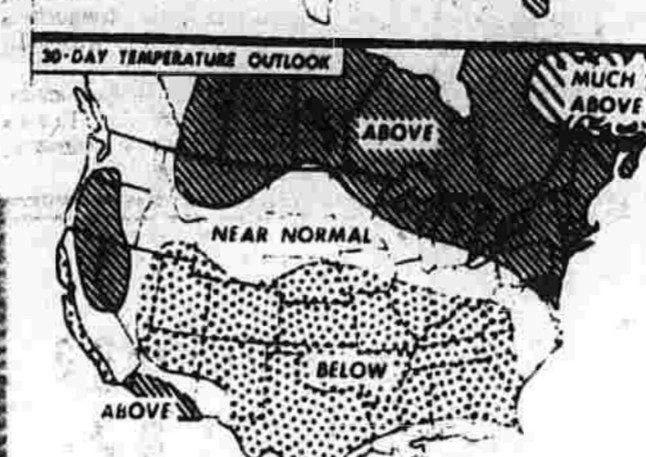 30-DAY TEMPERATURE OUTLOOK
MUCH
ABOVE
ABOVE
NEAR NORMAL
BELOW
ABOVE